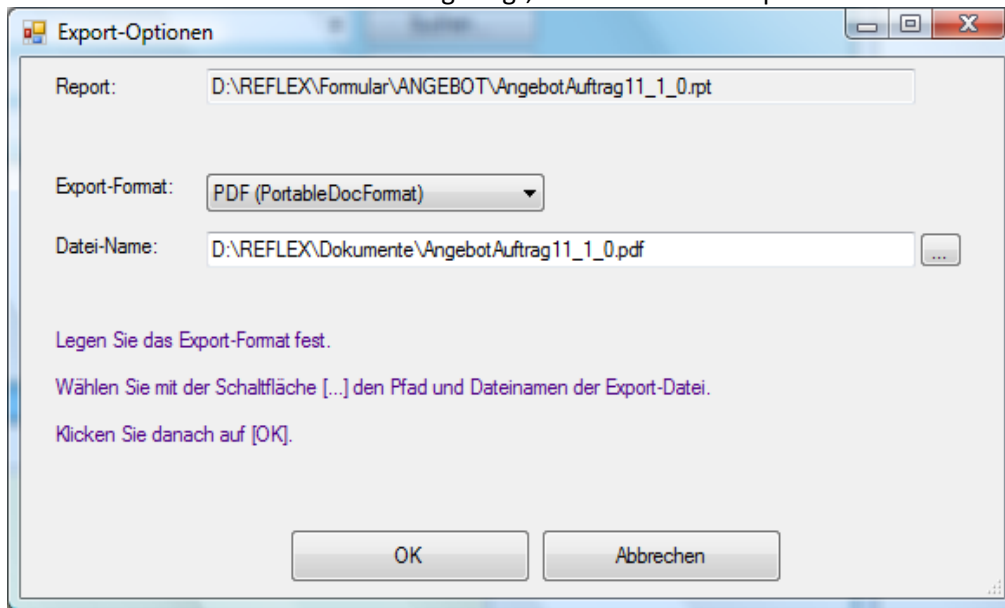 Export-Optionen
Report: D:\REFLEX\Formular\ANGEBOT\AngebotAuftrag11_1_0.rpt
Export-Format: PDF (PortableDocFormat)
Datei-Name: D:\REFLEX\Dokumente\AngebotAuftrag11_1_0.pdf ...
Legen Sie das Export-Format fest.
Wählen Sie mit der Schaltfläche [...] den Pfad und Dateinamen der Export-Datei.
Klicken Sie danach auf [OK].
OK Abbrechen